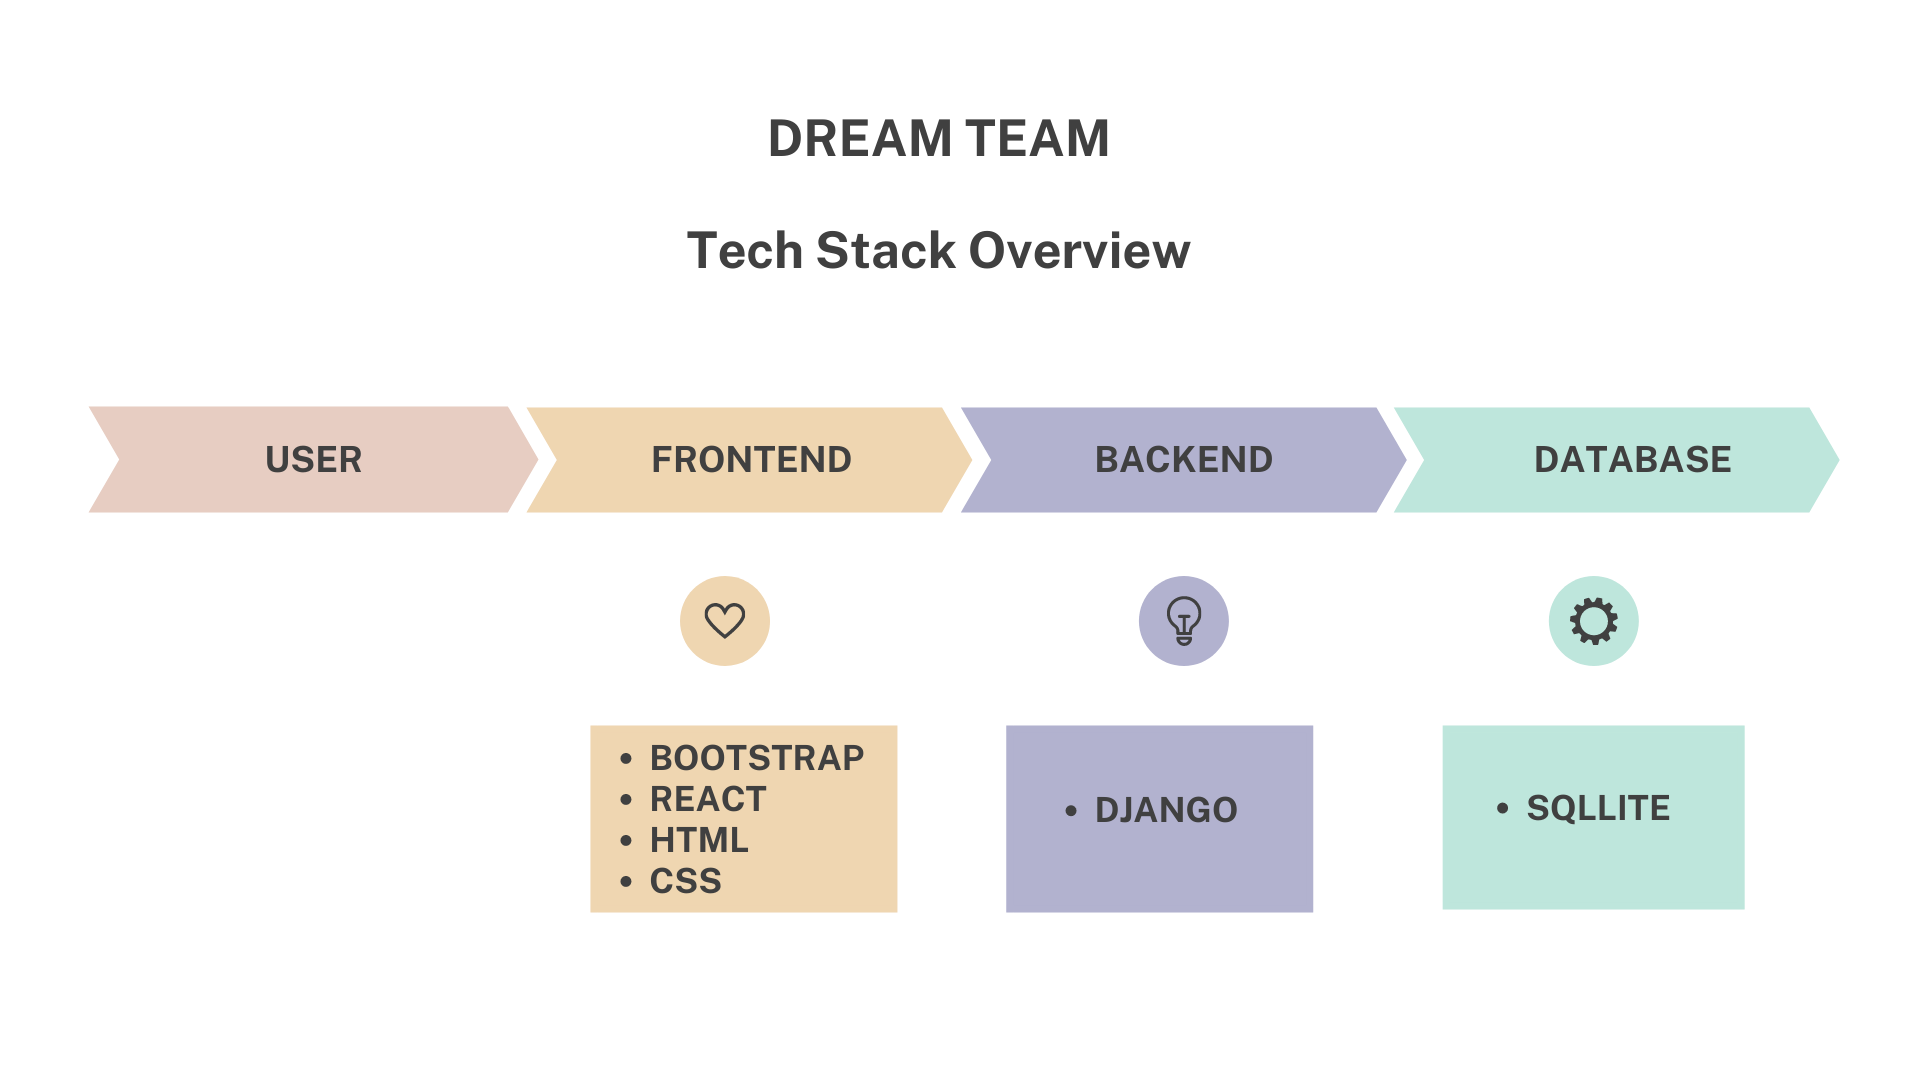 DREAM TEAM
Tech Stack Overview
USER
FRONTEND
BACKEND
DATABASE
• BOOTSTRAP
• REACT
• HTML
• CSS
• DJANGO
• SQLLITE